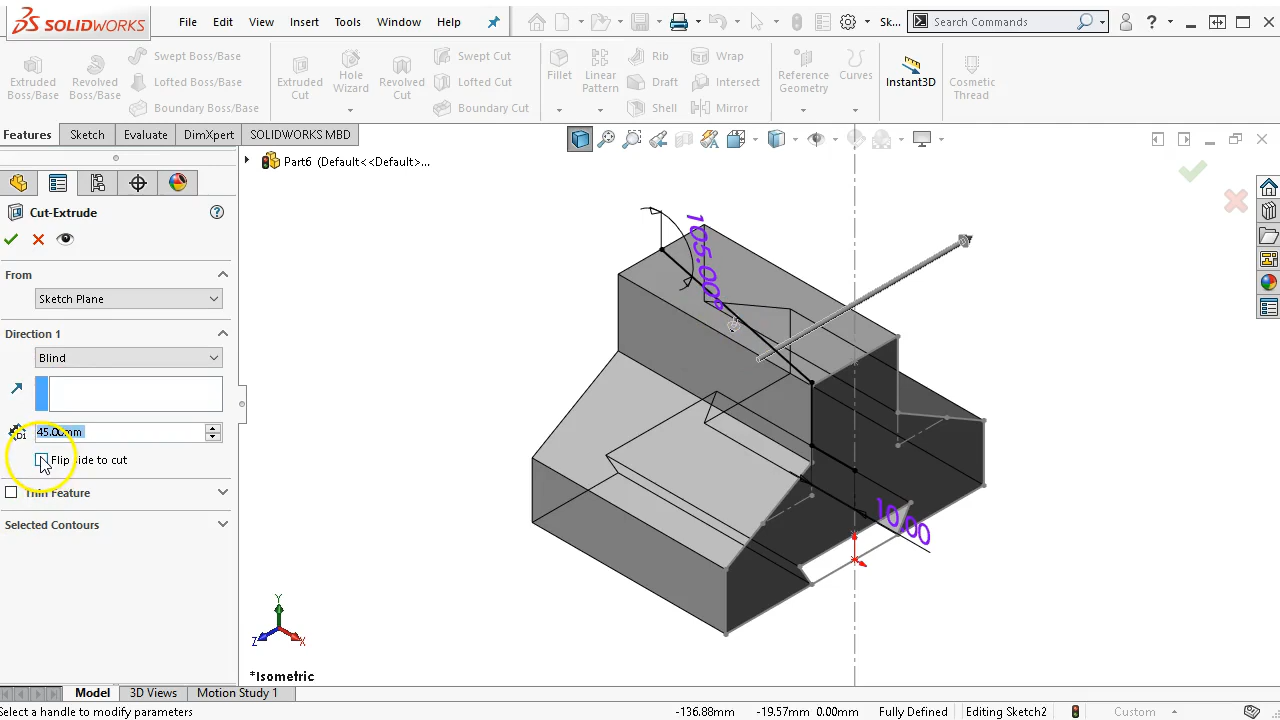 SOLIDWORKS
File Edit View Insert Tools Window Help
Sk...
Search Commands
?
Extruded Boss/Base
Revolved Boss/Base
Swept Boss/Base
Lofted Boss/Base
Boundary Boss/Base
Extruded Cut
Hole Wizard
Revolved Cut
Swept Cut
Lofted Cut
Boundary Cut
Fillet
Linear Pattern
Rib
Draft
Shell
Wrap
Intersect
Mirror
Reference Geometry
Curves
Instant3D
Cosmetic Thread
Features Sketch Evaluate DimXpert SOLIDWORKS MBD
Part6 (Default<<Default>...
Cut-Extrude
?
From
Sketch Plane
Direction 1
Blind
D1
45.00mm
Flip side to cut
Thin Feature
Selected Contours
105.00°
10.00
Y
Z
X
*Isometric
Model 3D Views Motion Study 1
Select a handle to modify parameters
-136.88mm -19.57mm 0.00mm Fully Defined Editing Sketch2 Custom